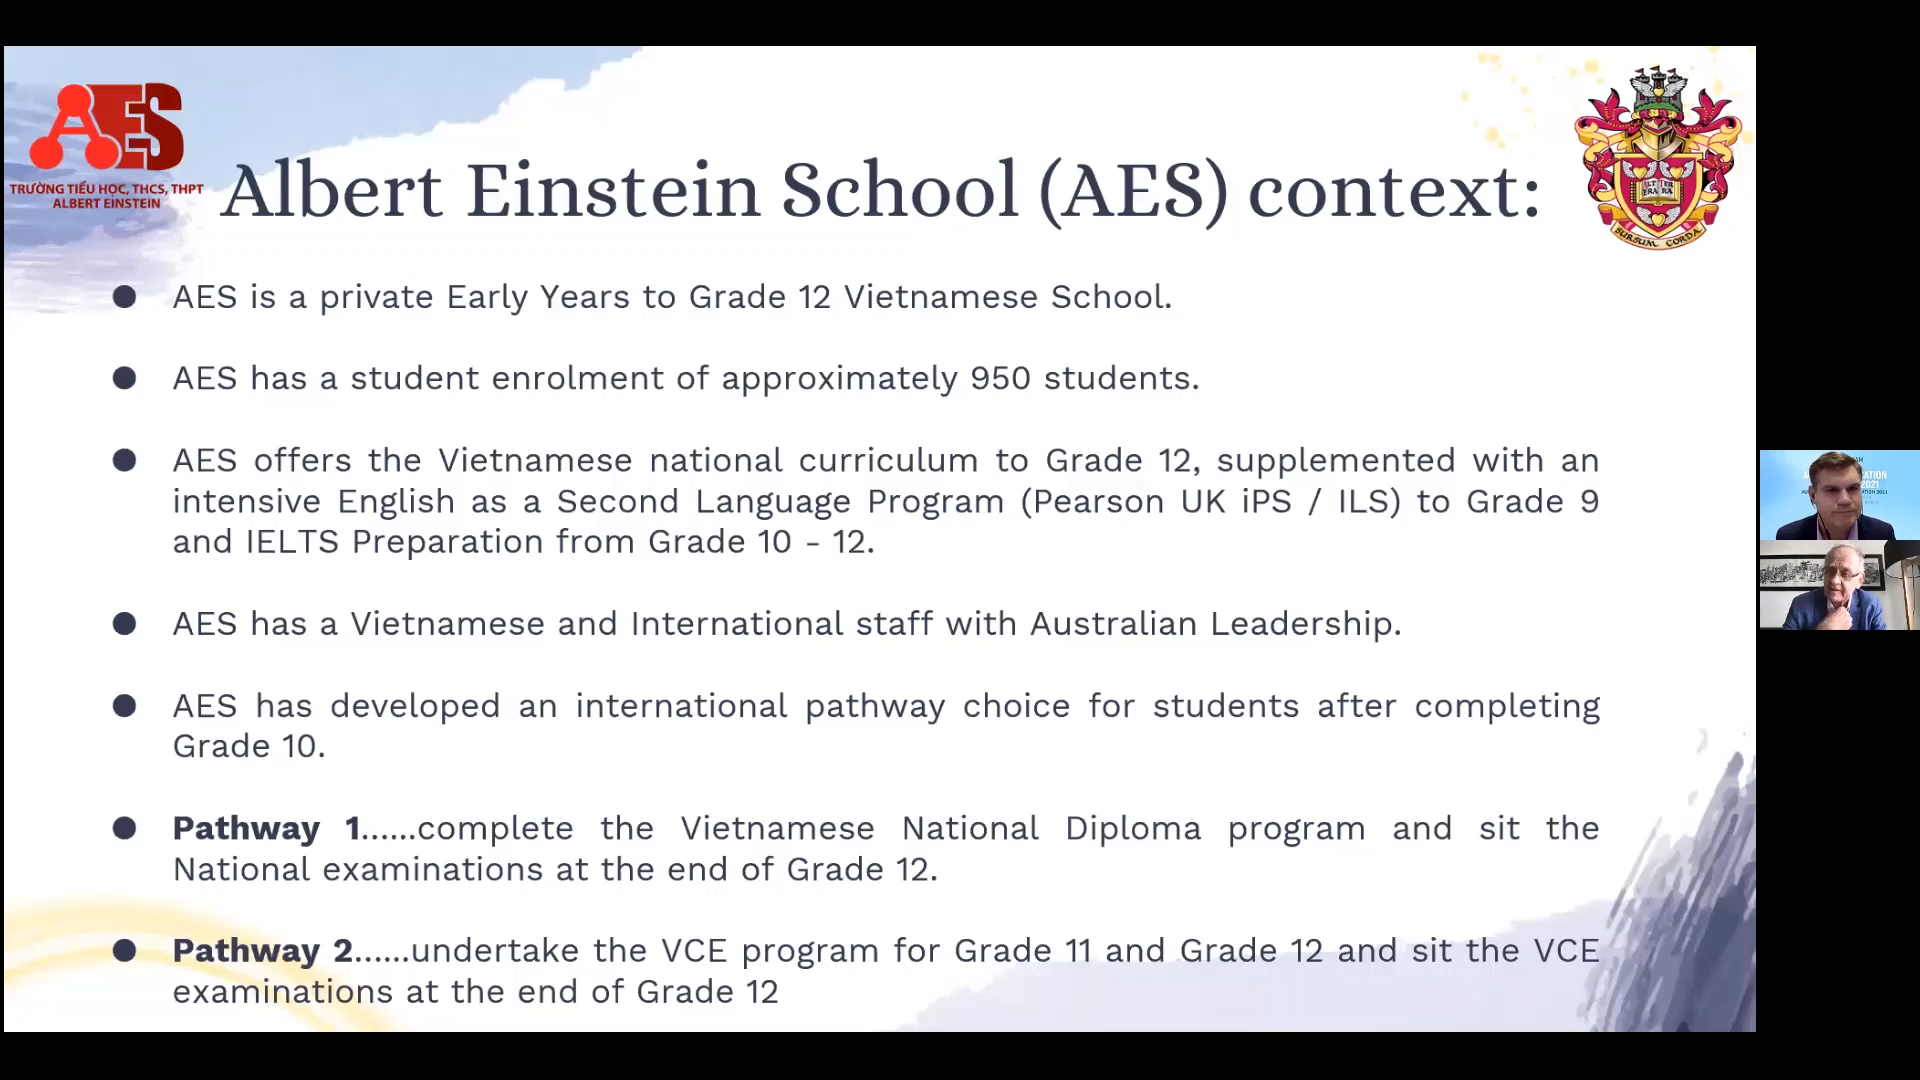 AES
TRƯỜNG TIỂU HỌC, THCS, THPT
ALBERT EINSTEIN
Albert Einstein School (AES) context:
SURSUM CORDA
● AES is a private Early Years to Grade 12 Vietnamese School.
● AES has a student enrolment of approximately 950 students.
● AES offers the Vietnamese national curriculum to Grade 12, supplemented with an
intensive English as a Second Language Program (Pearson UK iPS / ILS) to Grade 9
and IELTS Preparation from Grade 10 - 12.
● AES has a Vietnamese and International staff with Australian Leadership.
● AES has developed an international pathway choice for students after completing
Grade 10.
● Pathway 1......complete the Vietnamese National Diploma program and sit the
National examinations at the end of Grade 12.
● Pathway 2......undertake the VCE program for Grade 11 and Grade 12 and sit the VCE
examinations at the end of Grade 12
2021